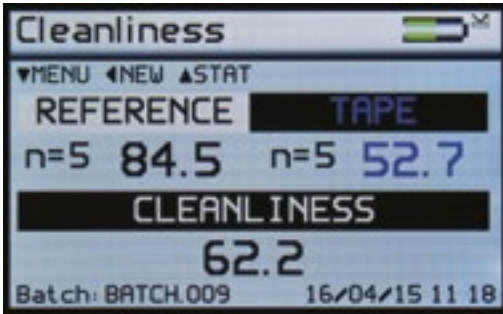 Cleanliness
▼MENU ◀NEW ▲STAT
REFERENCE TAPE
n=5 84.5 n=5 52.7
CLEANLINESS
62.2
Batch: BATCH.009 16/04/15 11 18